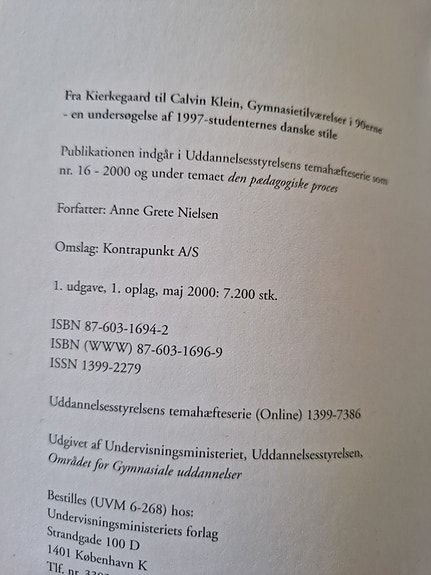 Fra Kierkegaard til Calvin Klein, Gymnasietilværelser i 90erne
- en undersøgelse af 1997-studenternes danske stile
Publikationen indgår i Uddannelsesstyrelsens temahæfteserie som
nr. 16 - 2000 og under temaet den pædagogiske proces
Forfatter: Anne Grete Nielsen
Omslag: Kontrapunkt A/S
1. udgave, 1. oplag, maj 2000: 7.200 stk.
ISBN 87-603-1694-2
ISBN (WWW) 87-603-1696-9
ISSN 1399-2279
Uddannelsesstyrelsens temahæfteserie (Online) 1399-7386
Udgivet af Undervisningsministeriet, Uddannelsesstyrelsen,
Området for Gymnasiale uddannelser
Bestilles (UVM 6-268) hos:
Undervisningsministeriets forlag
Strandgade 100 D
1401 København K
Tlf. nr.